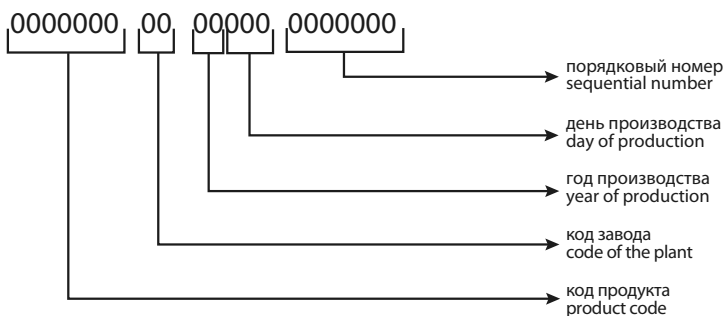 0000000 00 00000 0000000
порядковый номер
sequential number
день производства
day of production
год производства
year of production
код завода
code of the plant
код продукта
product code